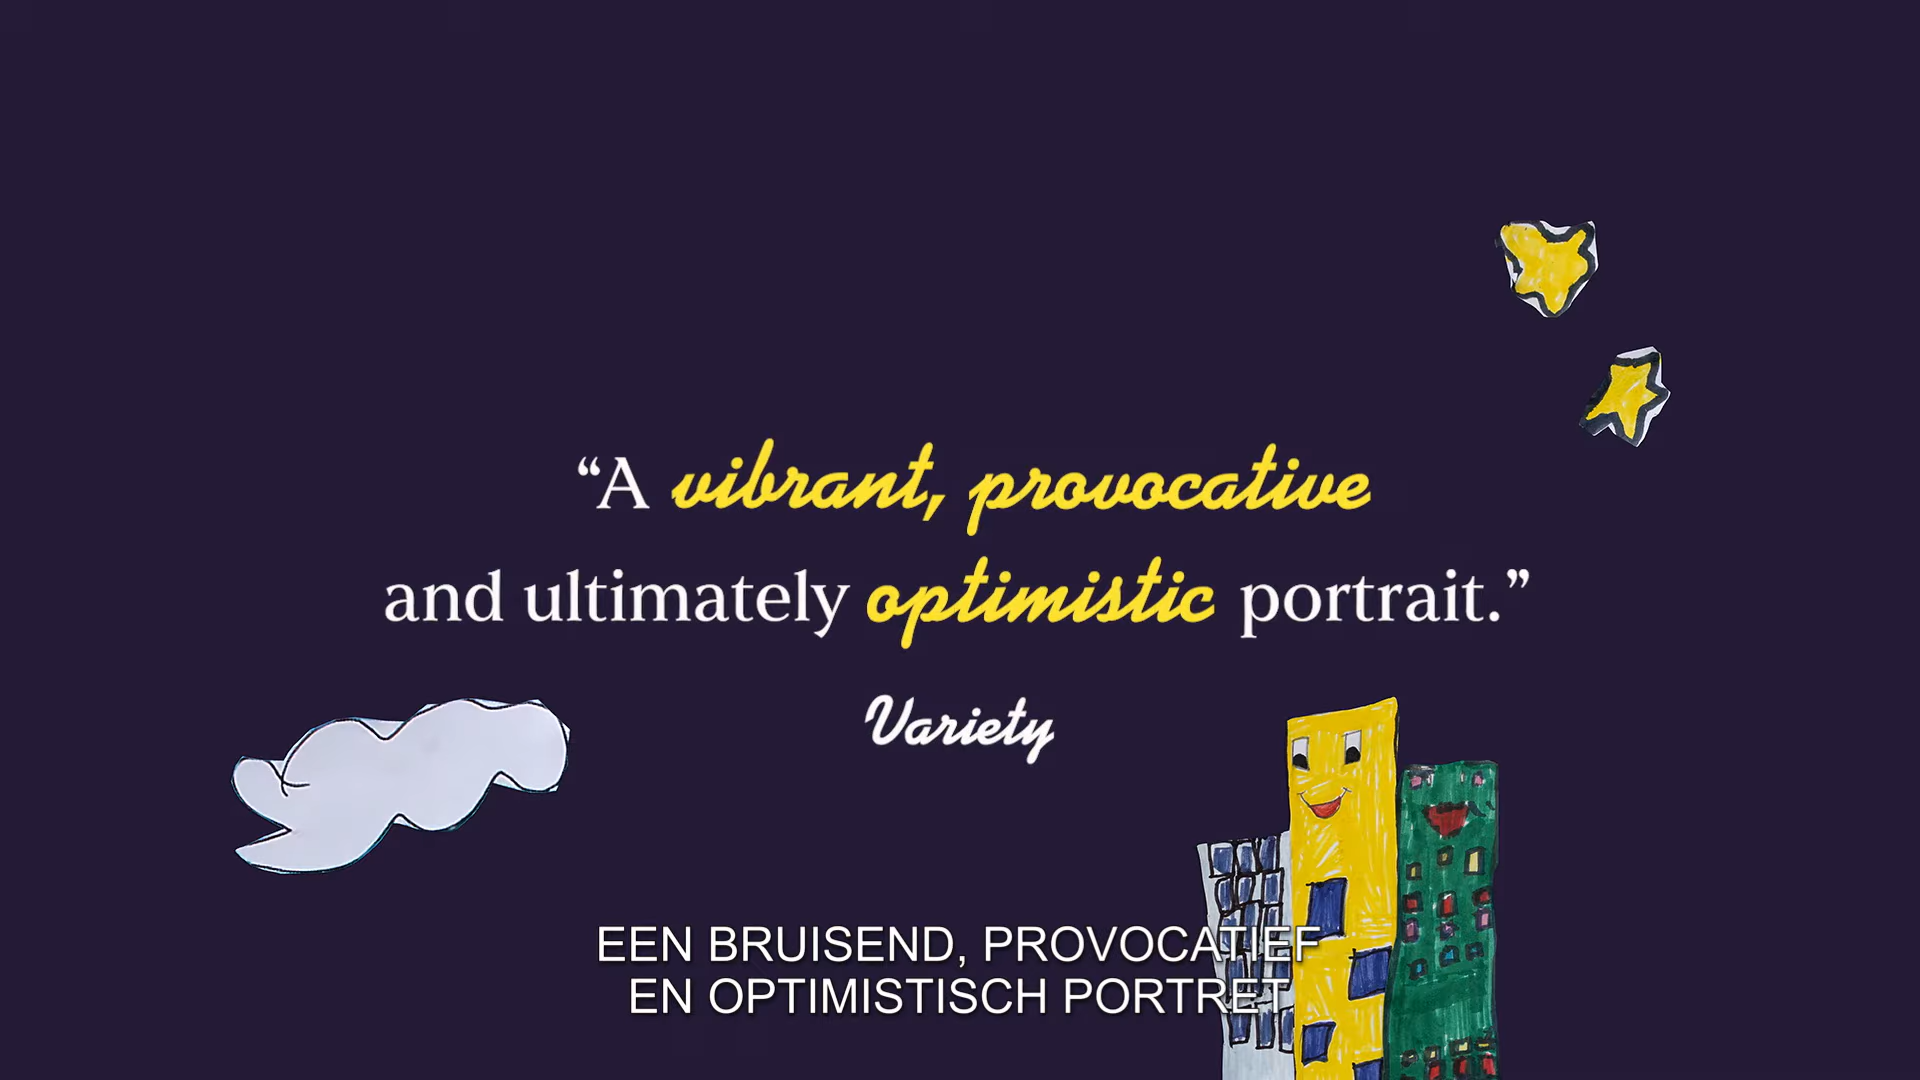 “A vibrant, provocative
and ultimately optimistic portrait.”
Variety
EEN BRUISEND, PROVOCATIEF
EN OPTIMISTISCH PORTRET